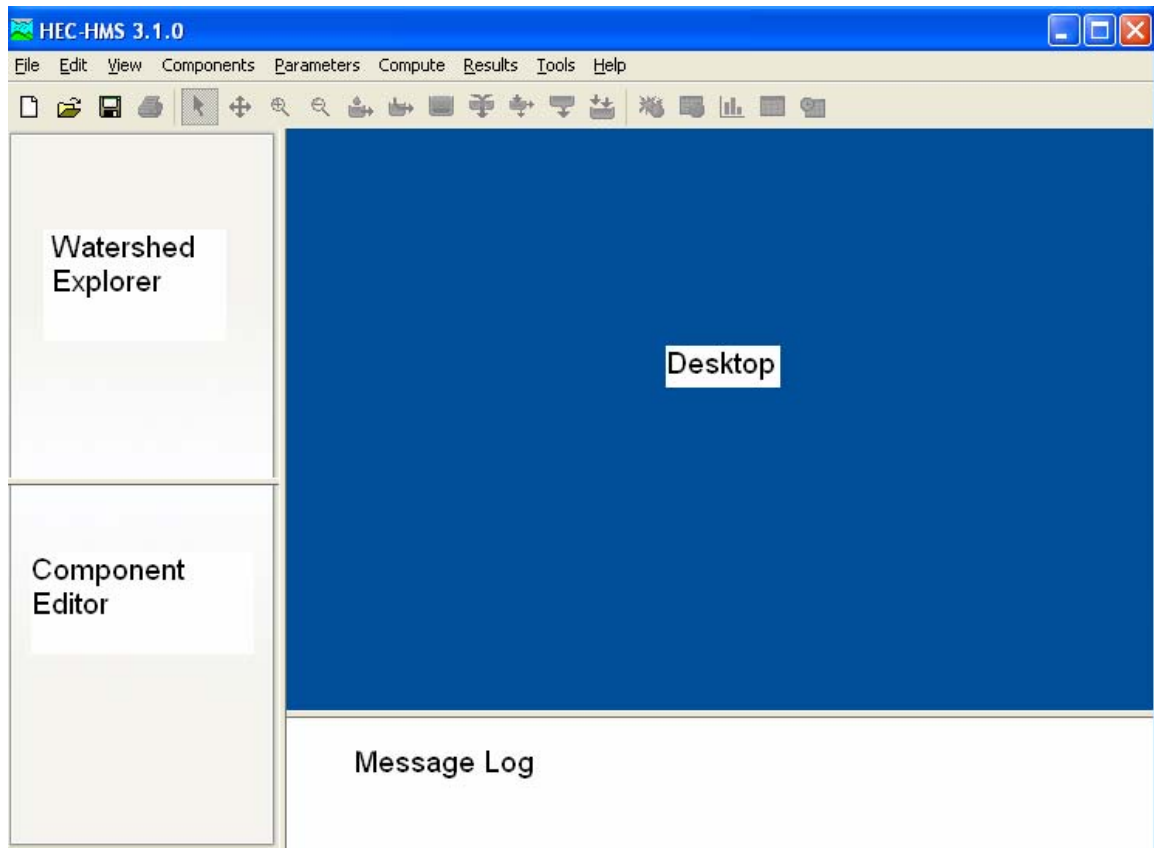 HEC-HMS 3.1.0
File Edit View Components Parameters Compute Results Tools Help
Watershed
Explorer
Desktop
Component
Editor
Message Log